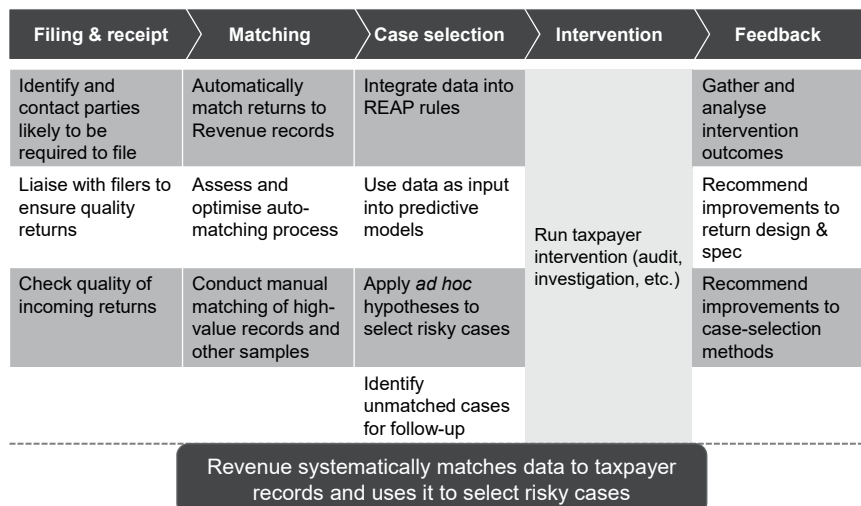 Filing & receipt
Matching
Case selection
Intervention
Feedback
Identify and
contact parties
likely to be
required to file
Automatically
match returns to
Revenue records
Integrate data into
REAP rules
Gather and
analyse
intervention
outcomes
Liaise with filers to
ensure quality
returns
Assess and
optimise auto-
matching process
Use data as input
into predictive
models
Run taxpayer
intervention (audit,
investigation, etc.)
Recommend
improvements to
return design &
spec
Check quality of
incoming returns
Conduct manual
matching of high-
value records and
other samples
Apply ad hoc
hypotheses to
select risky cases
Recommend
improvements to
case-selection
methods
Identify
unmatched cases
for follow-up
Revenue systematically matches data to taxpayer
records and uses it to select risky cases